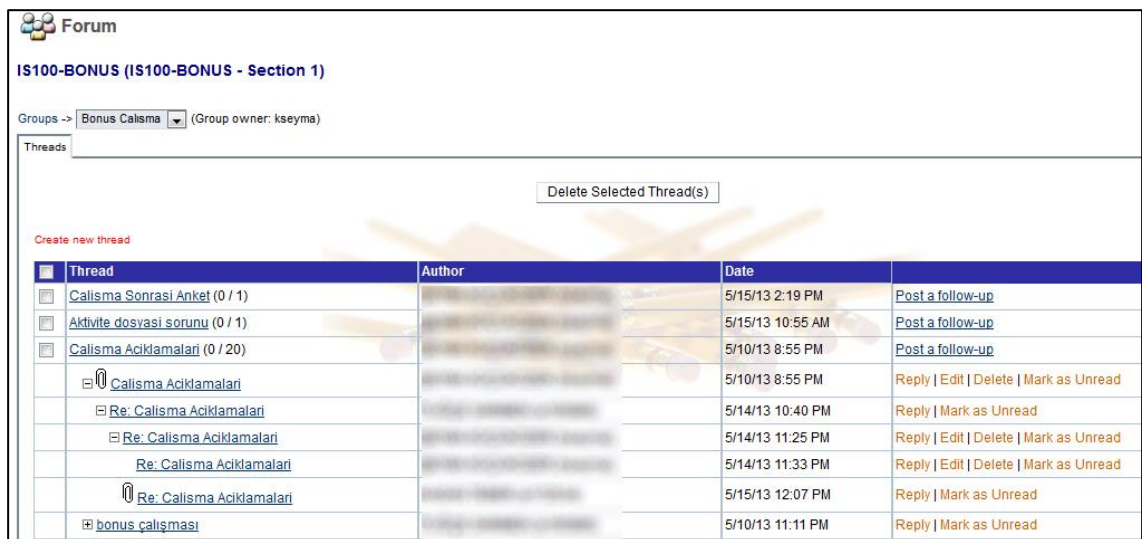 Forum
IS100-BONUS (IS100-BONUS - Section 1)
Groups -> Bonus Calisma (Group owner: kseyma)
Threads
Delete Selected Thread(s)
Create new thread
Thread Author Date
Calisma Sonrasi Anket (0 / 1) 5/15/13 2:19 PM Post a follow-up
Aktivite dosyasi sorunu (0 / 1) 5/15/13 10:55 AM Post a follow-up
Calisma Aciklamalari (0 / 20) 5/10/13 8:55 PM Post a follow-up
Calisma Aciklamalari 5/10/13 8:55 PM Reply | Edit | Delete | Mark as Unread
Re: Calisma Aciklamalari 5/14/13 10:40 PM Reply | Mark as Unread
Re: Calisma Aciklamalari 5/14/13 11:25 PM Reply | Edit | Delete | Mark as Unread
Re: Calisma Aciklamalari 5/14/13 11:33 PM Reply | Edit | Delete | Mark as Unread
Re: Calisma Aciklamalari 5/15/13 12:07 PM Reply | Mark as Unread
bonus çalışması 5/10/13 11:11 PM Reply | Mark as Unread